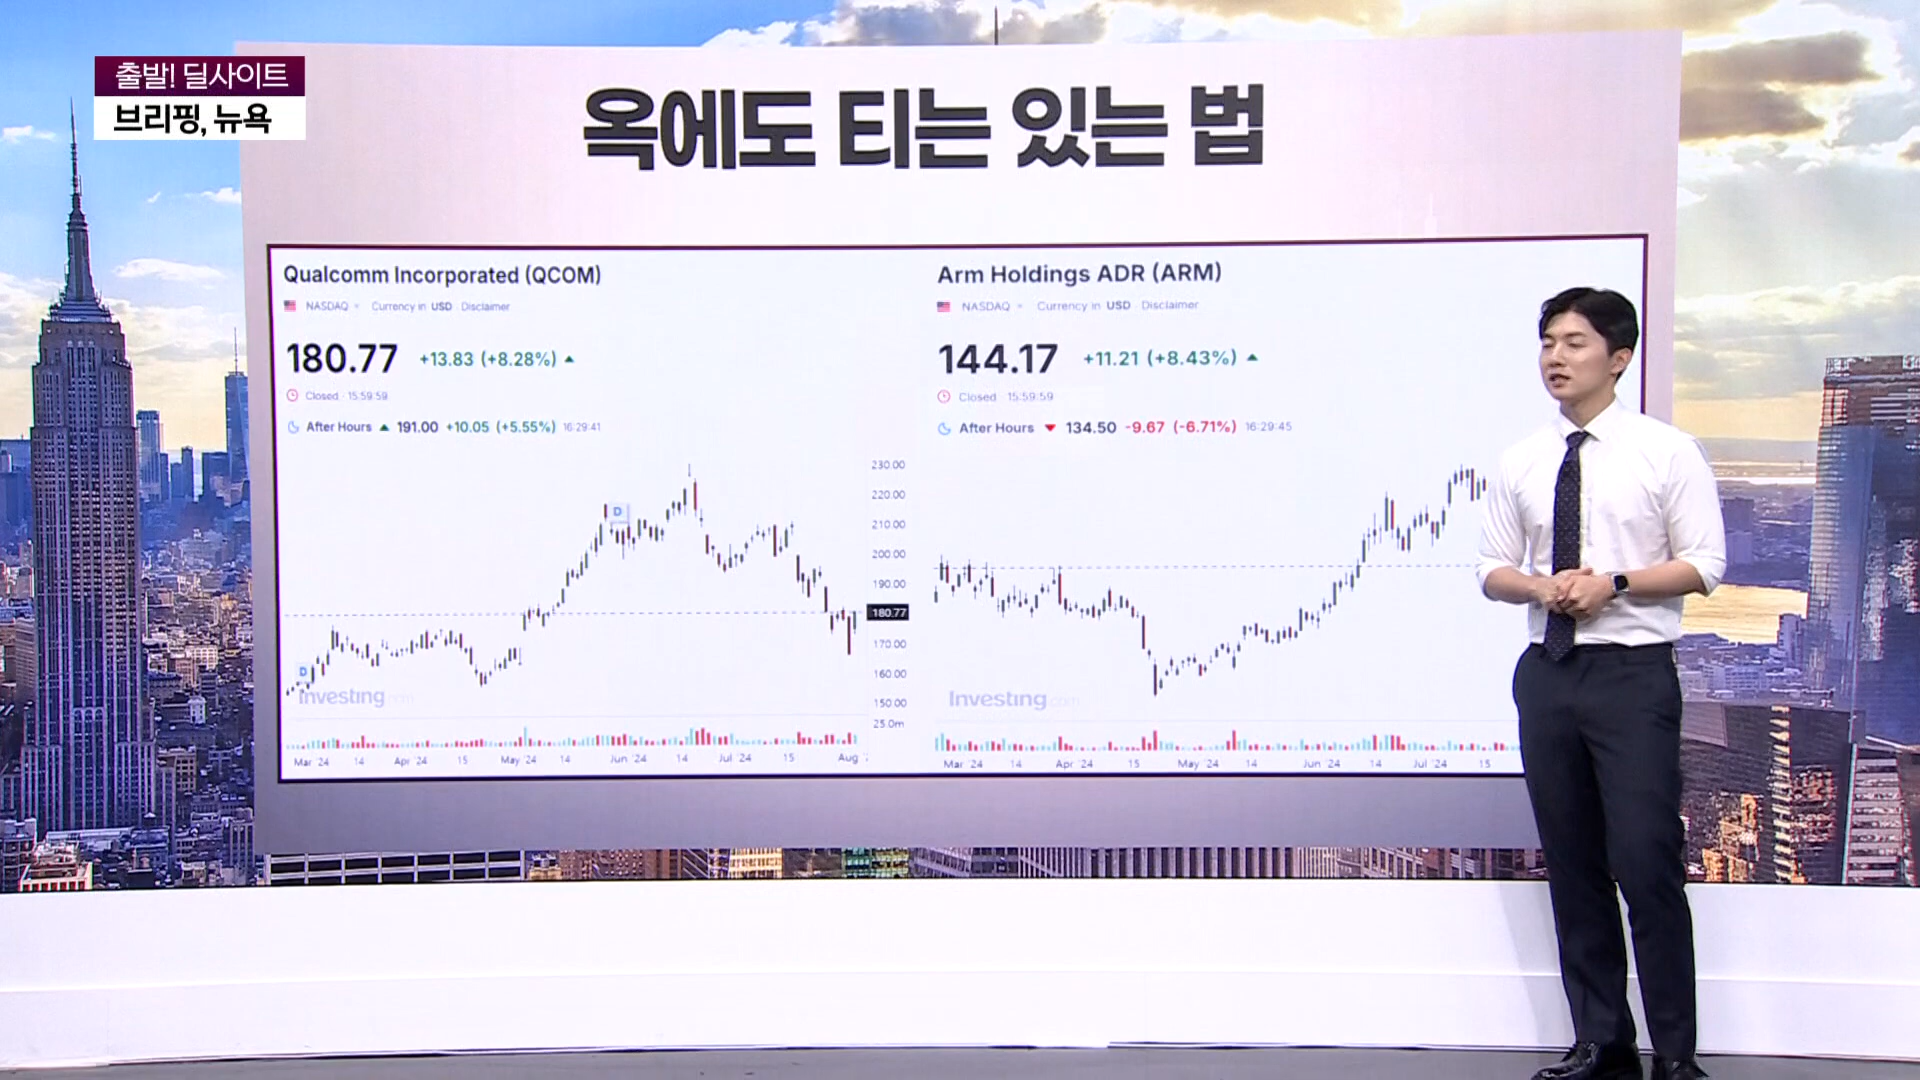 출발! 딜사이트
브리핑, 뉴욕
옥에도 티는 있는 법
Qualcomm Incorporated (QCOM)
NASDAQ Currency in USD · Disclaimer
180.77 +13.83 (+8.28%)
Closed · 15:59:59
After Hours 191.00 +10.05 (+5.55%) 16:29:41
230.00
220.00
210.00
200.00
190.00
180.77
170.00
160.00
150.00
25.0m
D
D
Investing.com
Mar '24 14 Apr '24 15 May '24 14 Jun '24 14 Jul '24 15 Aug '
Arm Holdings ADR (ARM)
NASDAQ Currency in USD · Disclaimer
144.17 +11.21 (+8.43%)
Closed · 15:59:59
After Hours 134.50 -9.67 (-6.71%) 16:29:45
Investing.com
Mar '24 14 Apr '24 15 May '24 14 Jun '24 14 Jul '24 15